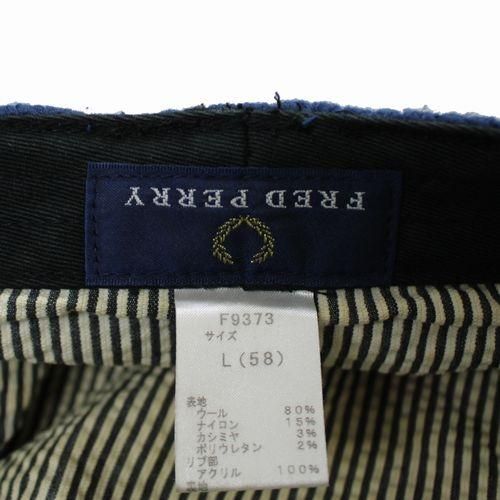 FRED PERRY
F9373
サイズ
L(58)
表地
ウール 80%
ナイロン 15%
カシミヤ 3%
ポリウレタン 2%
リブ部
アクリル 100%
裏地